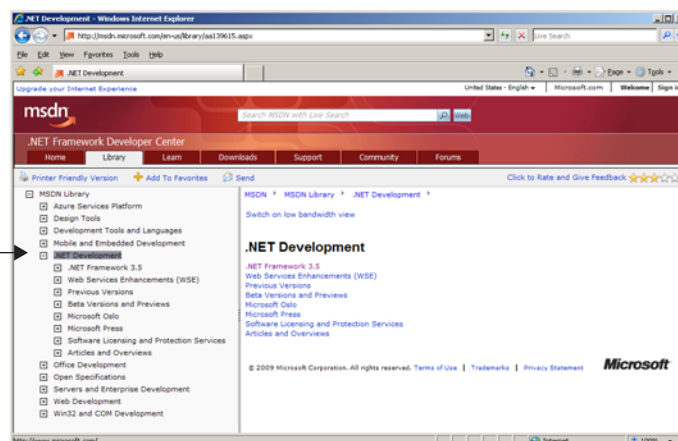 .NET Development - Windows Internet Explorer
http://msdn.microsoft.com/en-us/library/aa139615.aspx
Live Search
File Edit View Favorites Tools Help
.NET Development
Page Tools
Upgrade your Internet Experience
United States - English Microsoft.com Welcome Sign in
msdn
Search MSDN with Live Search
Web
.NET Framework Developer Center
Home Library Learn Downloads Support Community Forums
Printer Friendly Version Add To Favorites Send Click to Rate and Give Feedback
MSDN Library
Azure Services Platform
Design Tools
Development Tools and Languages
Mobile and Embedded Development
.NET Development
.NET Framework 3.5
Web Services Enhancements (WSE)
Previous Versions
Beta Versions and Previews
Microsoft Oslo
Microsoft Press
Software Licensing and Protection Services
Articles and Overviews
Office Development
Open Specifications
Servers and Enterprise Development
Web Development
Win32 and COM Development
MSDN MSDN Library .NET Development
Switch on low bandwidth view
.NET Development
.NET Framework 3.5
Web Services Enhancements (WSE)
Previous Versions
Beta Versions and Previews
Microsoft Oslo
Microsoft Press
Software Licensing and Protection Services
Articles and Overviews
© 2009 Microsoft Corporation. All rights reserved. Terms of Use | Trademarks | Privacy Statement
Microsoft
http://www.microsoft.com/
Internet
100%